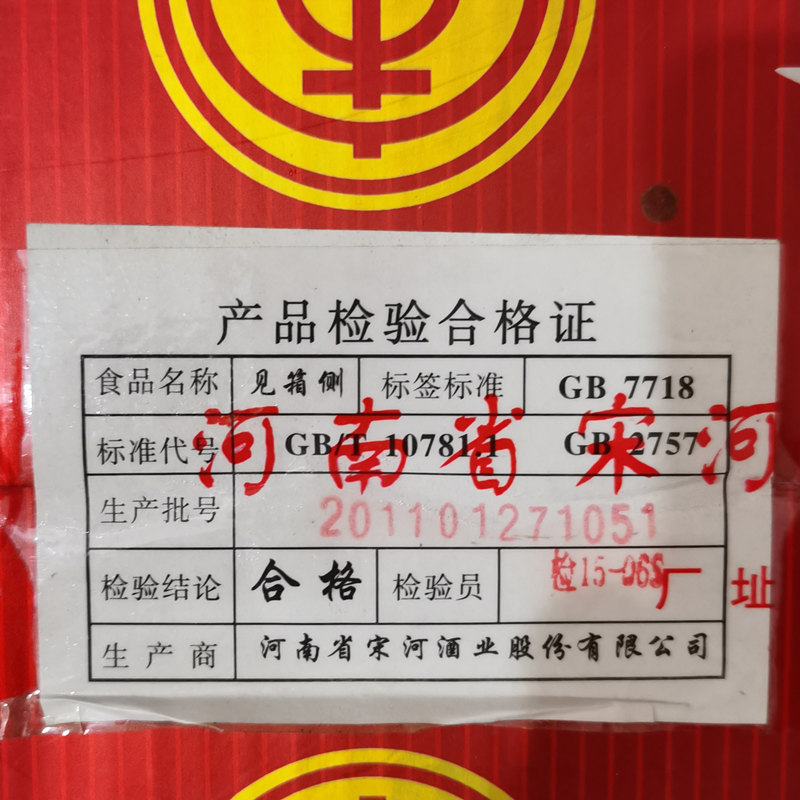 产品检验合格证
食品名称 见箱侧 标签标准 GB 7718
标准代号 GB/T 10781.1 GB 2757
河南省宋河
生产批号 201101271051
检验结论 合格 检验员 检15-06S
厂址
生产商 河南省宋河酒业股份有限公司